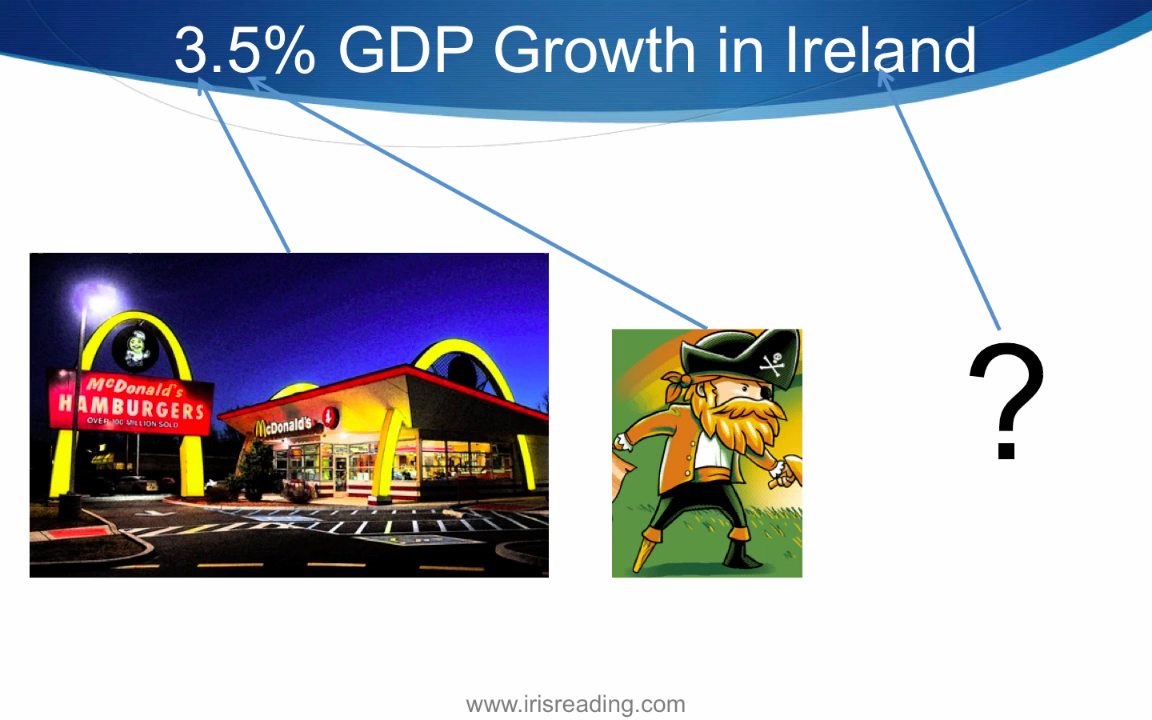 3.5% GDP Growth in Ireland
McDonald's
HAMBURGERS
OVER 100 MILLION SOLD
McDonald's
?
www.irisreading.com